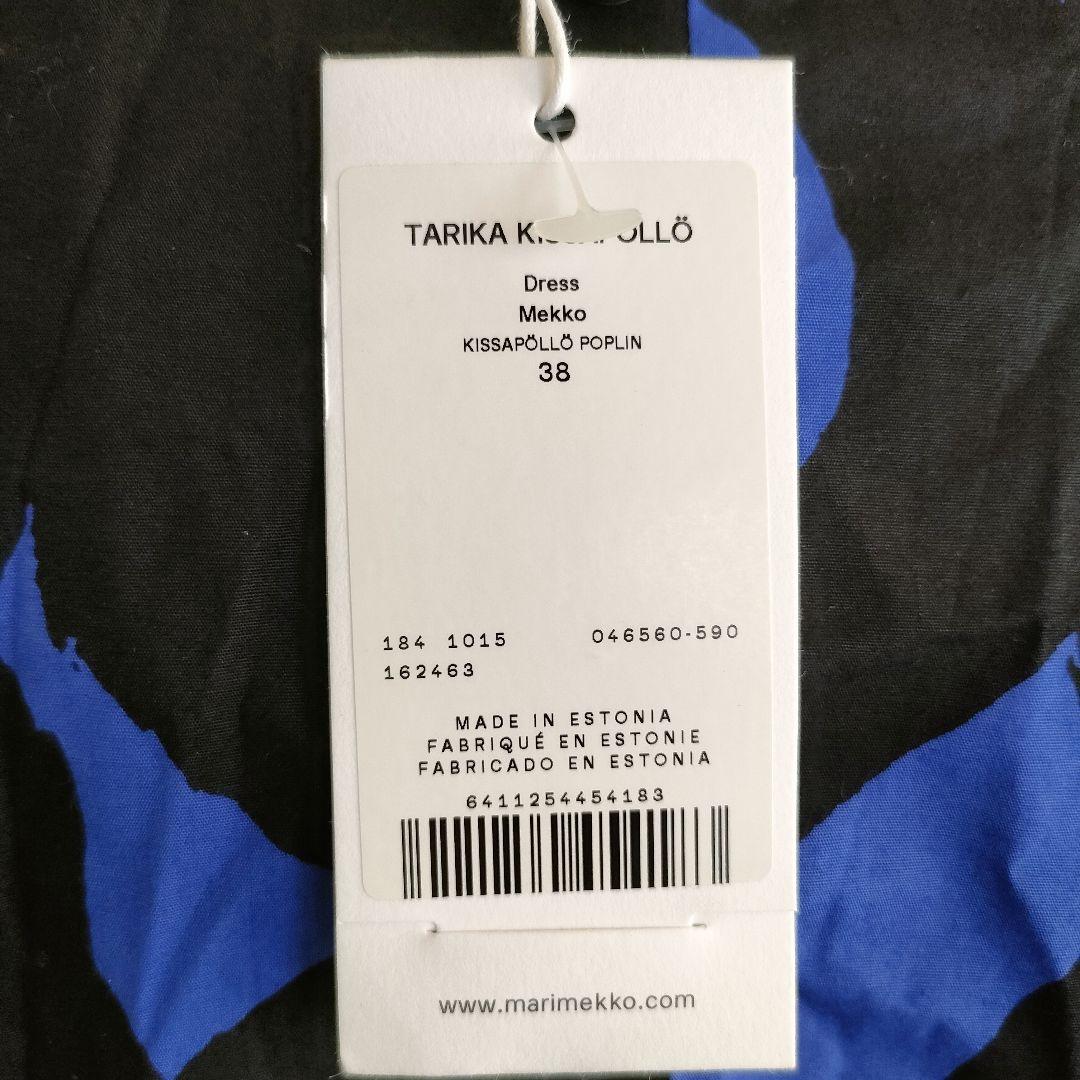 TARIKA KISSAPÖLLÖ
Dress
Mekko
KISSAPÖLLÖ POPLIN
38
184 1015 046560-590
162463
MADE IN ESTONIA
FABRIQUÉ EN ESTONIE
FABRICADO EN ESTONIA
6411254454183
www.marimekko.com